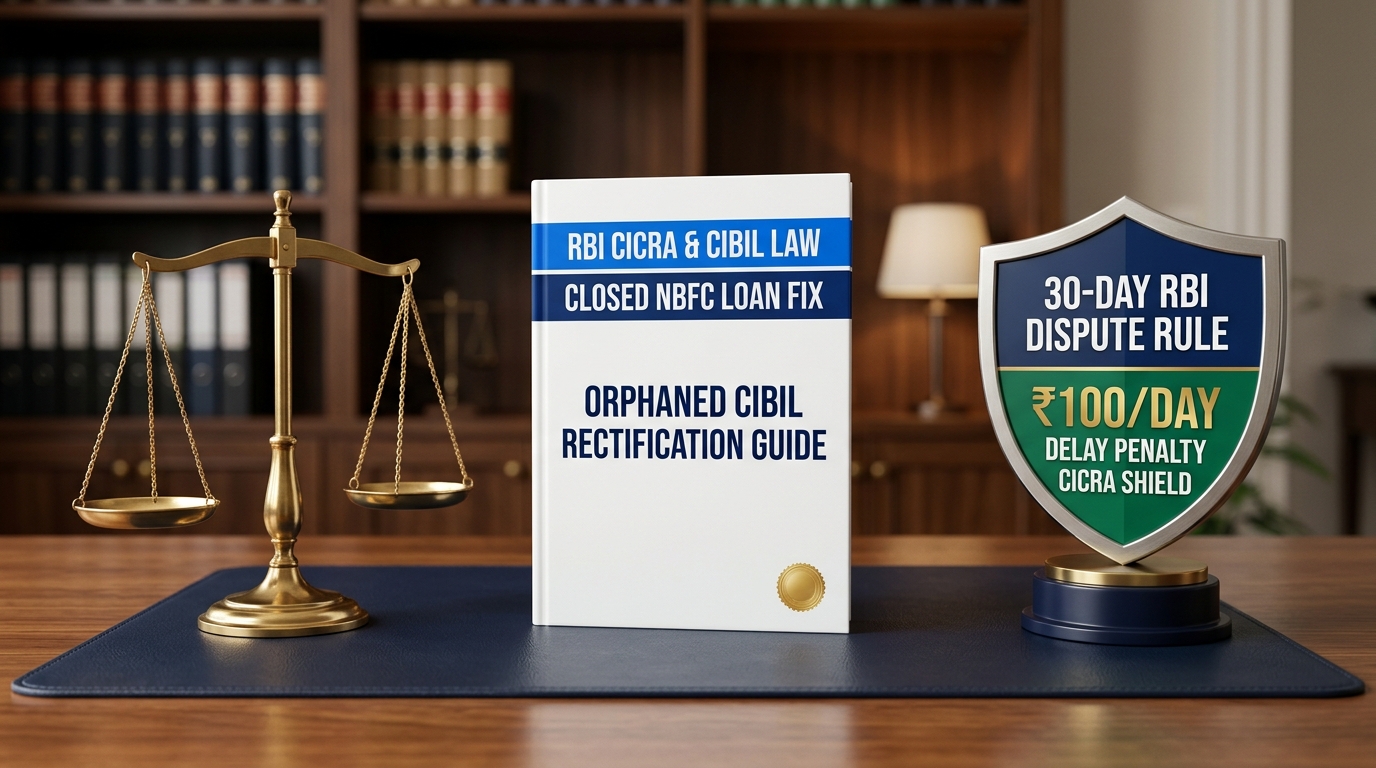 RBI CICRA & CIBIL LAW
CLOSED NBFC LOAN FIX
ORPHANED CIBIL
RECTIFICATION GUIDE
30-DAY RBI
DISPUTE RULE
₹100/DAY
DELAY PENALTY
CICRA SHIELD